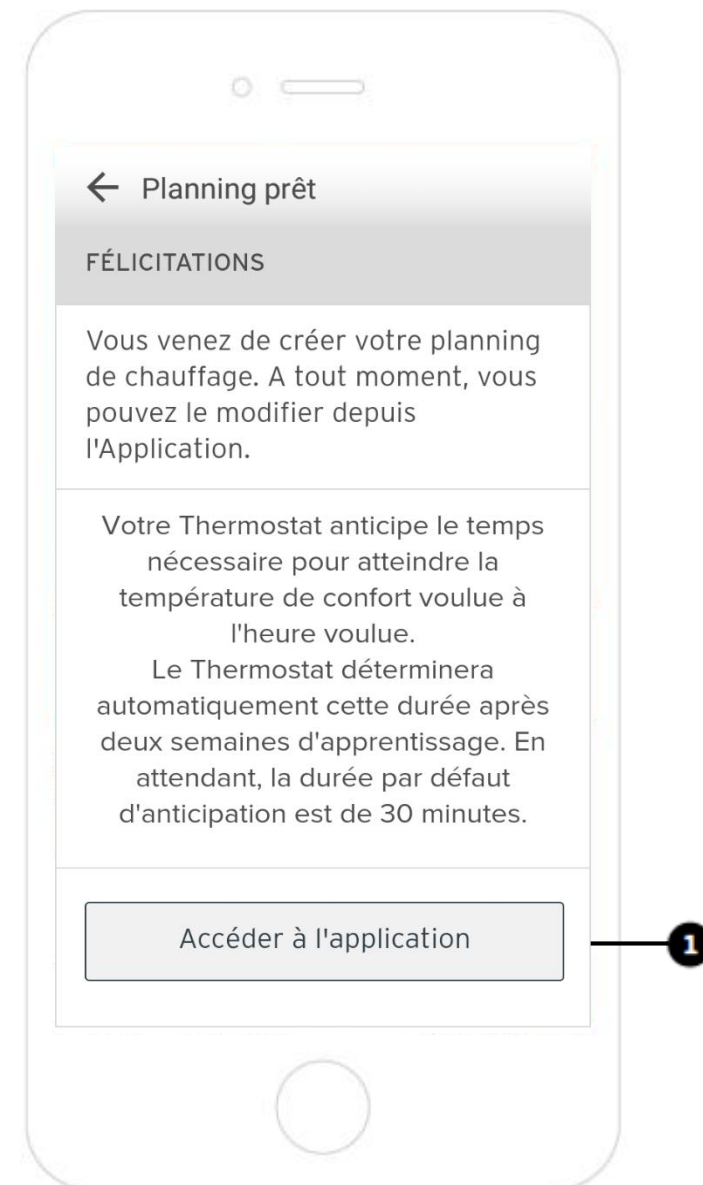 Planning prêt
FÉLICITATIONS
Vous venez de créer votre planning
de chauffage. A tout moment, vous
pouvez le modifier depuis
l'Application.
Votre Thermostat anticipe le temps
nécessaire pour atteindre la
température de confort voulue à
l'heure voulue.
Le Thermostat déterminera
automatiquement cette durée après
deux semaines d'apprentissage. En
attendant, la durée par défaut
d'anticipation est de 30 minutes.
Accéder à l'application
1